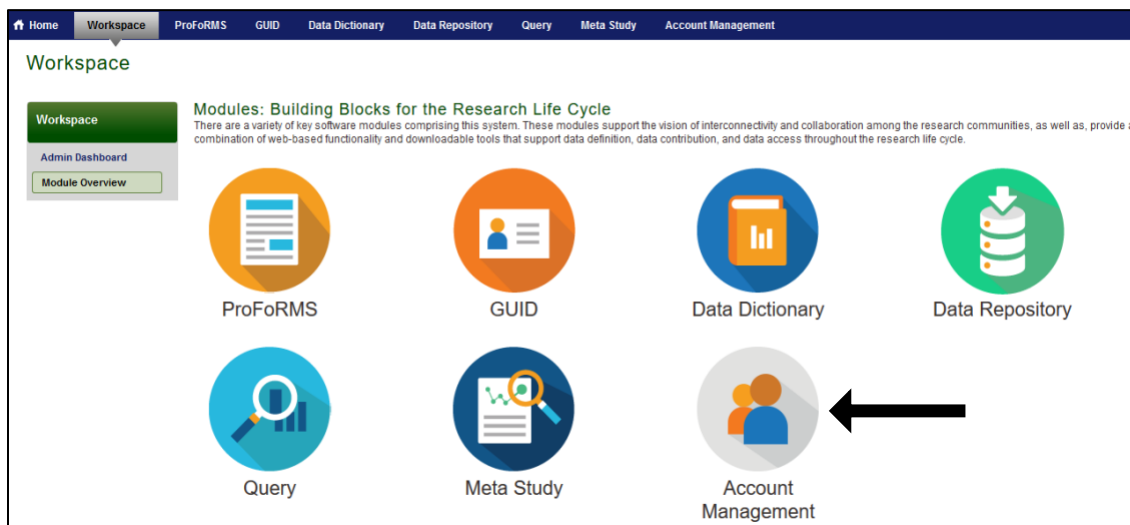 Home Workspace ProFoRMS GUID Data Dictionary Data Repository Query Meta Study Account Management
Workspace
Workspace
Admin Dashboard
Module Overview
Modules: Building Blocks for the Research Life Cycle
There are a variety of key software modules comprising this system. These modules support the vision of interconnectivity and collaboration among the research communities, as well as, provide a
combination of web-based functionality and downloadable tools that support data definition, data contribution, and data access throughout the research life cycle.
ProFoRMS GUID Data Dictionary Data Repository
Query Meta Study Account
Management